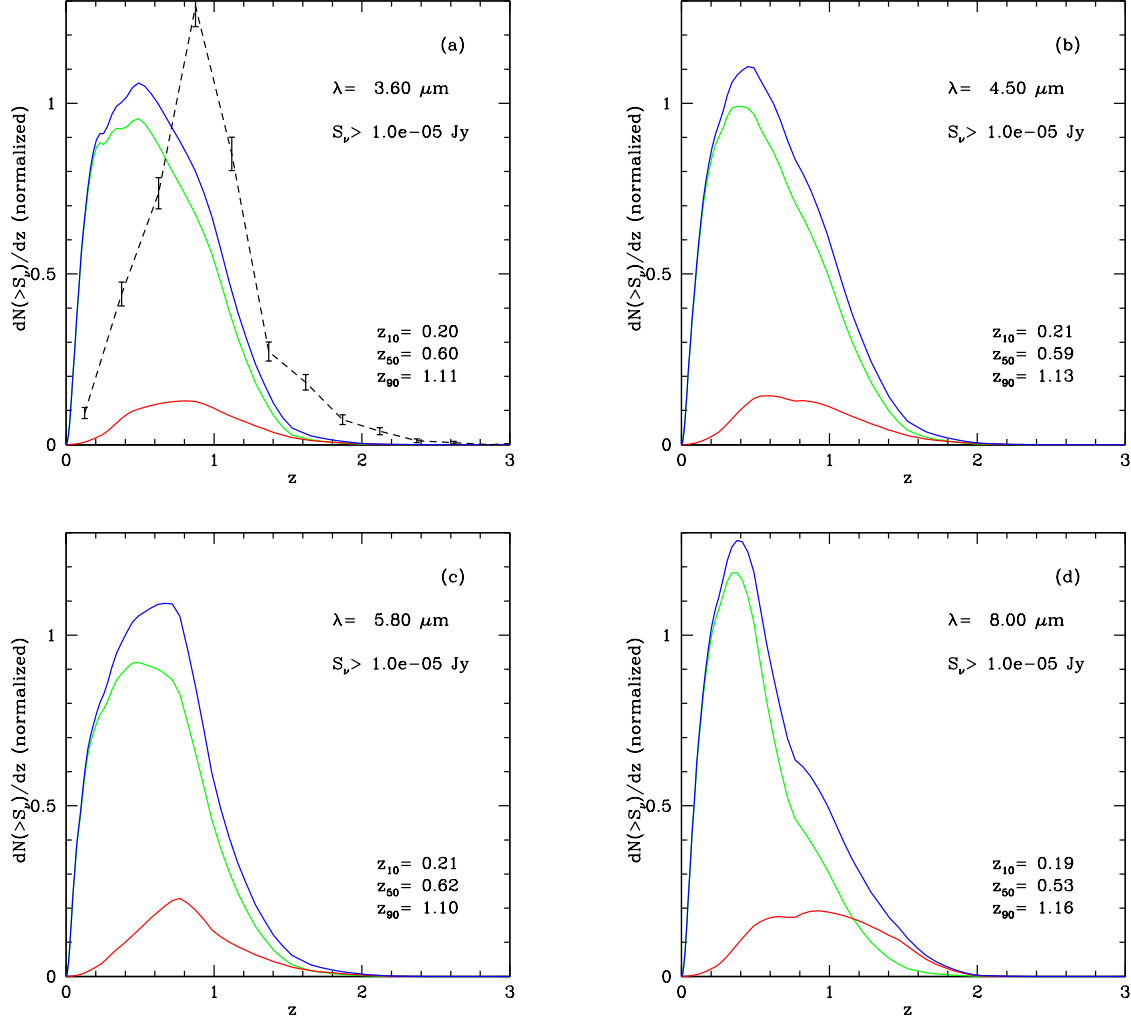 (a)
λ= 3.60 μm
S_ν> 1.0e−05 Jy
z_10= 0.20
z_50= 0.60
z_90= 1.11
dN(>S_ν)/dz (normalized)
1
0.5
0
0 1 2 3
z
(b)
λ= 4.50 μm
S_ν> 1.0e−05 Jy
z_10= 0.21
z_50= 0.59
z_90= 1.13
dN(>S_ν)/dz (normalized)
1
0.5
0
0 1 2 3
z
(c)
λ= 5.80 μm
S_ν> 1.0e−05 Jy
z_10= 0.21
z_50= 0.62
z_90= 1.10
dN(>S_ν)/dz (normalized)
1
0.5
0
0 1 2 3
z
(d)
λ= 8.00 μm
S_ν> 1.0e−05 Jy
z_10= 0.19
z_50= 0.53
z_90= 1.16
dN(>S_ν)/dz (normalized)
1
0.5
0
0 1 2 3
z